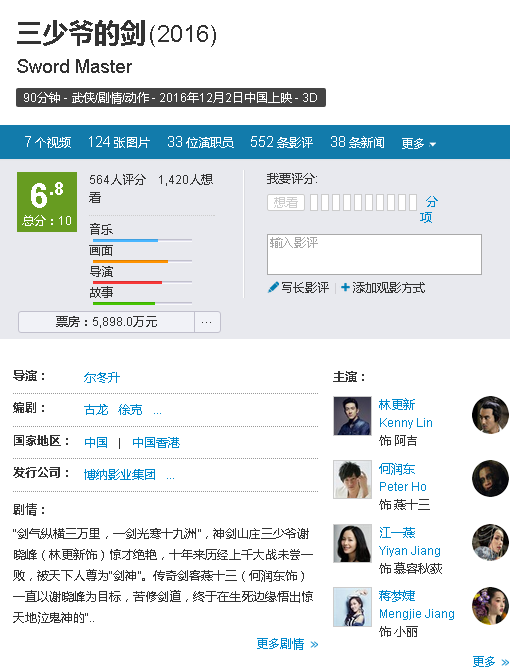 三少爷的剑(2016)
Sword Master
90分钟 - 武侠/剧情/动作 - 2016年12月2日中国上映 - 3D
7 个视频 124 张图片 33 位演职员 552 条影评 38 条新闻 更多
6.8
总分：10
564人评分 1,420人想
看
音乐
画面
导演
故事
票房：5,898.0万元 ...
我要评分:
想看 分
项
输入影评
写长影评 添加观影方式
导演： 尔冬升
编剧： 古龙 徐克 ...
国家地区： 中国 | 中国香港
发行公司： 博纳影业集团 ...
剧情：
“剑气纵横三万里，一剑光寒十九洲”，神剑山庄三少爷谢
晓峰（林更新饰）惊才绝艳，十年来历经上千大战未尝一
败，被天下人尊为“剑神”。传奇剑客燕十三（何润东饰）
一直以谢晓峰为目标，苦修剑道，终于在生死边缘悟出惊
天地泣鬼神的“..
更多剧情 »
主演：
林更新
Kenny Lin
饰 阿吉
何润东
Peter Ho
饰 燕十三
江一燕
Yiyan Jiang
饰 慕容秋荻
蒋梦婕
Mengjie Jiang
饰 小丽
更多 »